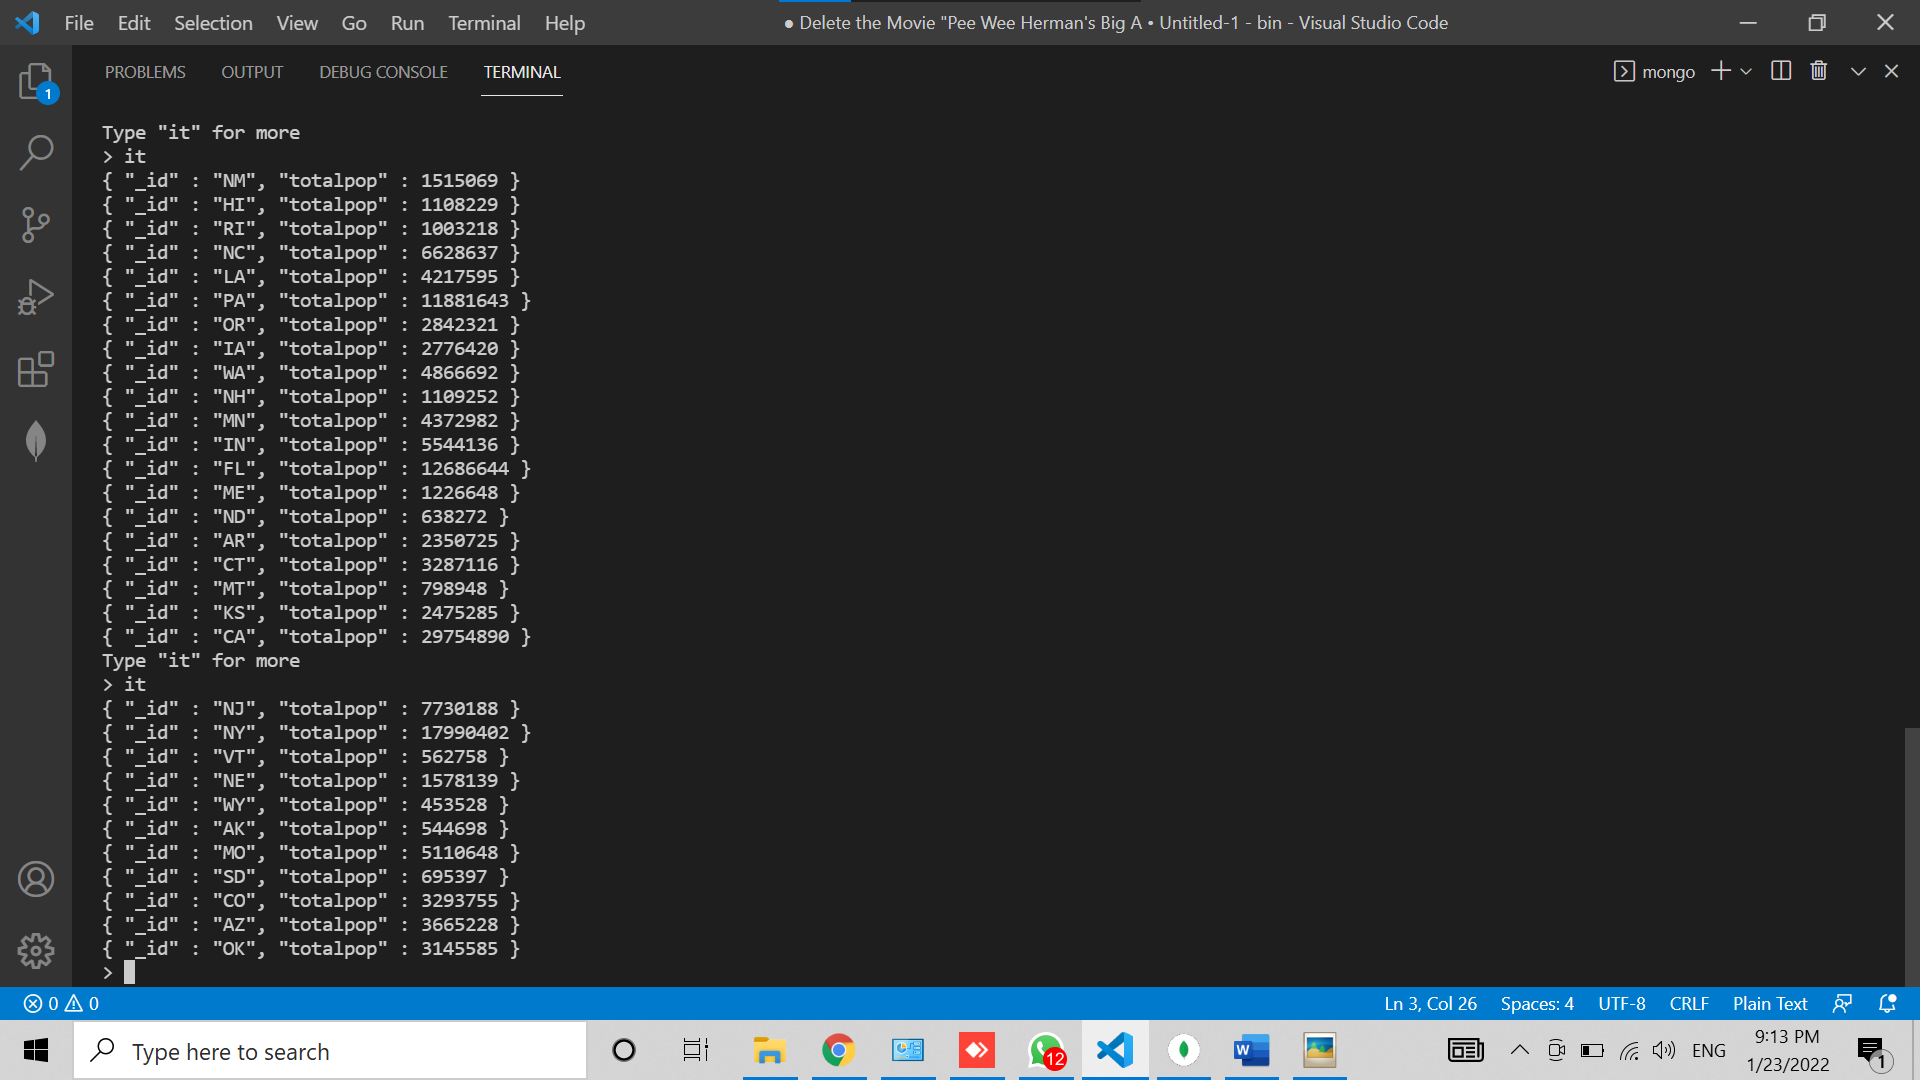 File Edit Selection View Go Run Terminal Help
● Delete the Movie "Pee Wee Herman's Big A • Untitled-1 - bin - Visual Studio Code
1
PROBLEMS OUTPUT DEBUG CONSOLE TERMINAL
mongo
Type "it" for more
> it
{ "_id" : "NM", "totalpop" : 1515069 }
{ "_id" : "HI", "totalpop" : 1108229 }
{ "_id" : "RI", "totalpop" : 1003218 }
{ "_id" : "NC", "totalpop" : 6628637 }
{ "_id" : "LA", "totalpop" : 4217595 }
{ "_id" : "PA", "totalpop" : 11881643 }
{ "_id" : "OR", "totalpop" : 2842321 }
{ "_id" : "IA", "totalpop" : 2776420 }
{ "_id" : "WA", "totalpop" : 4866692 }
{ "_id" : "NH", "totalpop" : 1109252 }
{ "_id" : "MN", "totalpop" : 4372982 }
{ "_id" : "IN", "totalpop" : 5544136 }
{ "_id" : "FL", "totalpop" : 12686644 }
{ "_id" : "ME", "totalpop" : 1226648 }
{ "_id" : "ND", "totalpop" : 638272 }
{ "_id" : "AR", "totalpop" : 2350725 }
{ "_id" : "CT", "totalpop" : 3287116 }
{ "_id" : "MT", "totalpop" : 798948 }
{ "_id" : "KS", "totalpop" : 2475285 }
{ "_id" : "CA", "totalpop" : 29754890 }
Type "it" for more
> it
{ "_id" : "NJ", "totalpop" : 7730188 }
{ "_id" : "NY", "totalpop" : 17990402 }
{ "_id" : "VT", "totalpop" : 562758 }
{ "_id" : "NE", "totalpop" : 1578139 }
{ "_id" : "WY", "totalpop" : 453528 }
{ "_id" : "AK", "totalpop" : 544698 }
{ "_id" : "MO", "totalpop" : 5110648 }
{ "_id" : "SD", "totalpop" : 695397 }
{ "_id" : "CO", "totalpop" : 3293755 }
{ "_id" : "AZ", "totalpop" : 3665228 }
{ "_id" : "OK", "totalpop" : 3145585 }
>
0 0
Ln 3, Col 26 Spaces: 4 UTF-8 CRLF Plain Text
Type here to search
12
W
ENG
9:13 PM
1/23/2022
1